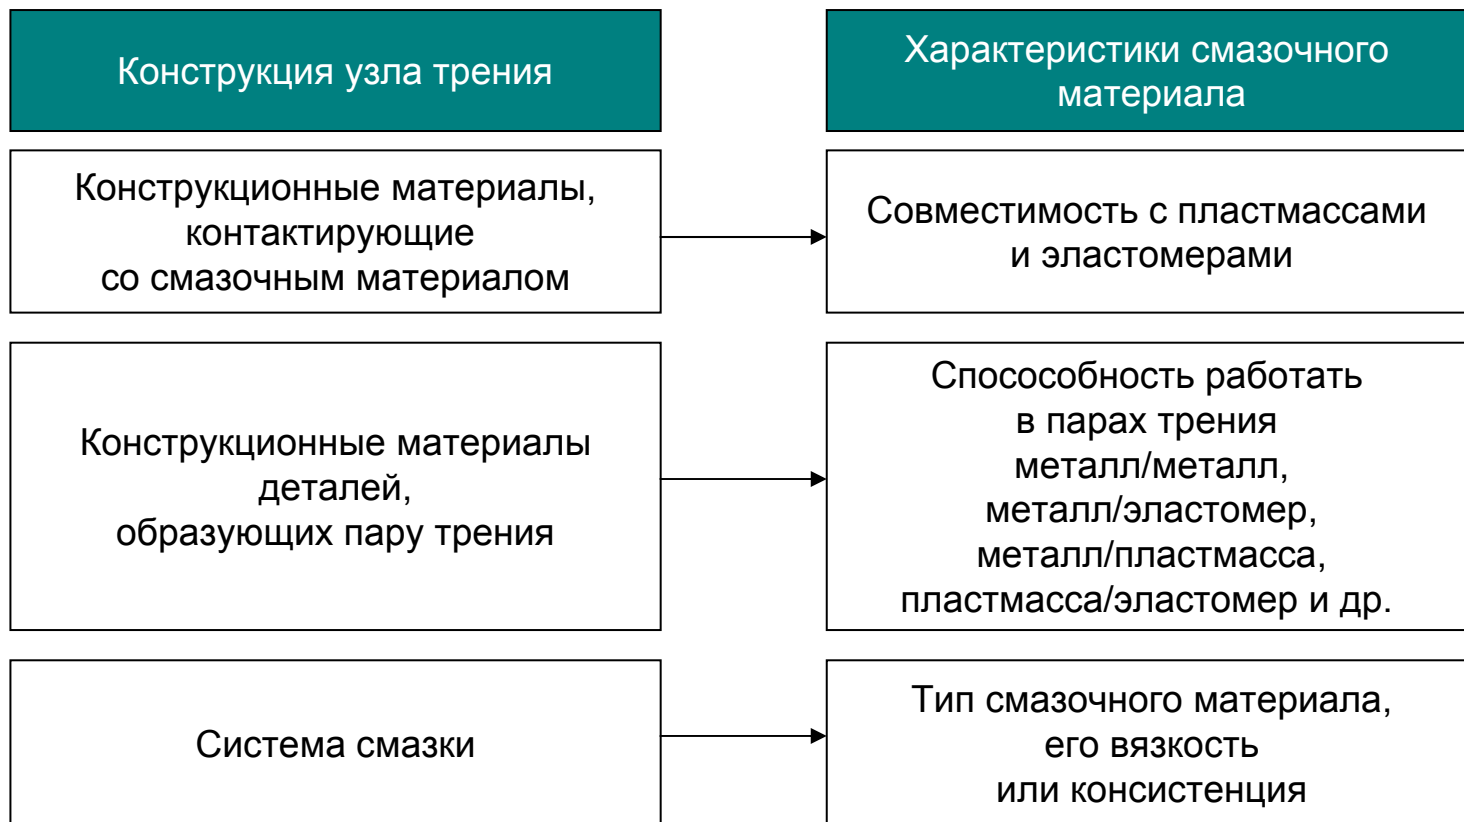 Конструкция узла трения
Характеристики смазочного
материала
Конструкционные материалы,
контактирующие
со смазочным материалом
Совместимость с пластмассами
и эластомерами
Конструкционные материалы
деталей,
образующих пару трения
Спосособность работать
в парах трения
металл/металл,
металл/эластомер,
металл/пластмасса,
пластмасса/эластомер и др.
Система смазки
Тип смазочного материала,
его вязкость
или консистенция